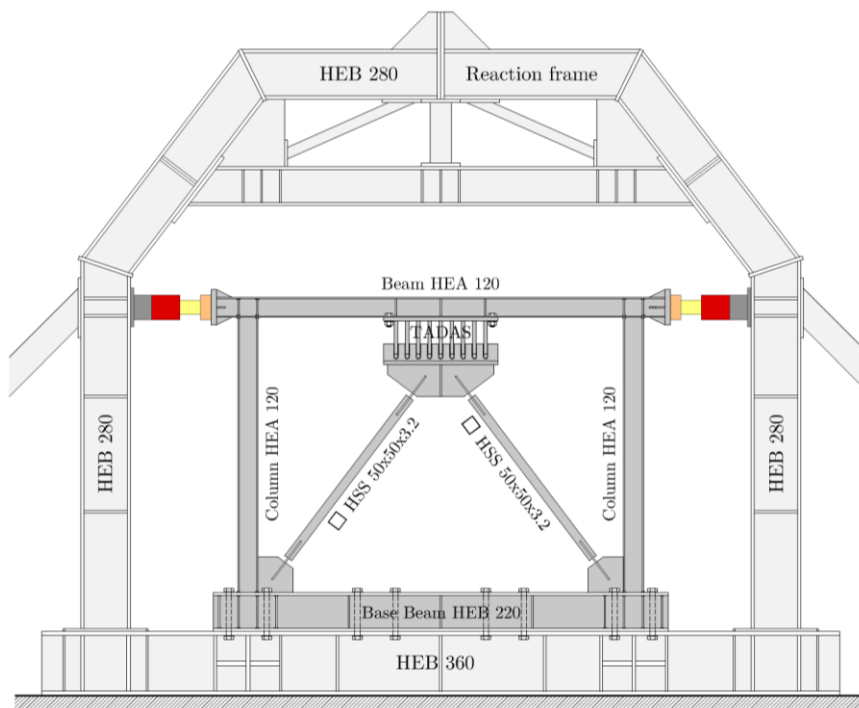 HEB 280
Reaction frame
Beam HEA 120
TADAS
Column HEA 120
Column HEA 120
HEB 280
HEB 280
HSS 50x50x3.2
HSS 50x50x3.2
Base Beam HEB 220
HEB 360